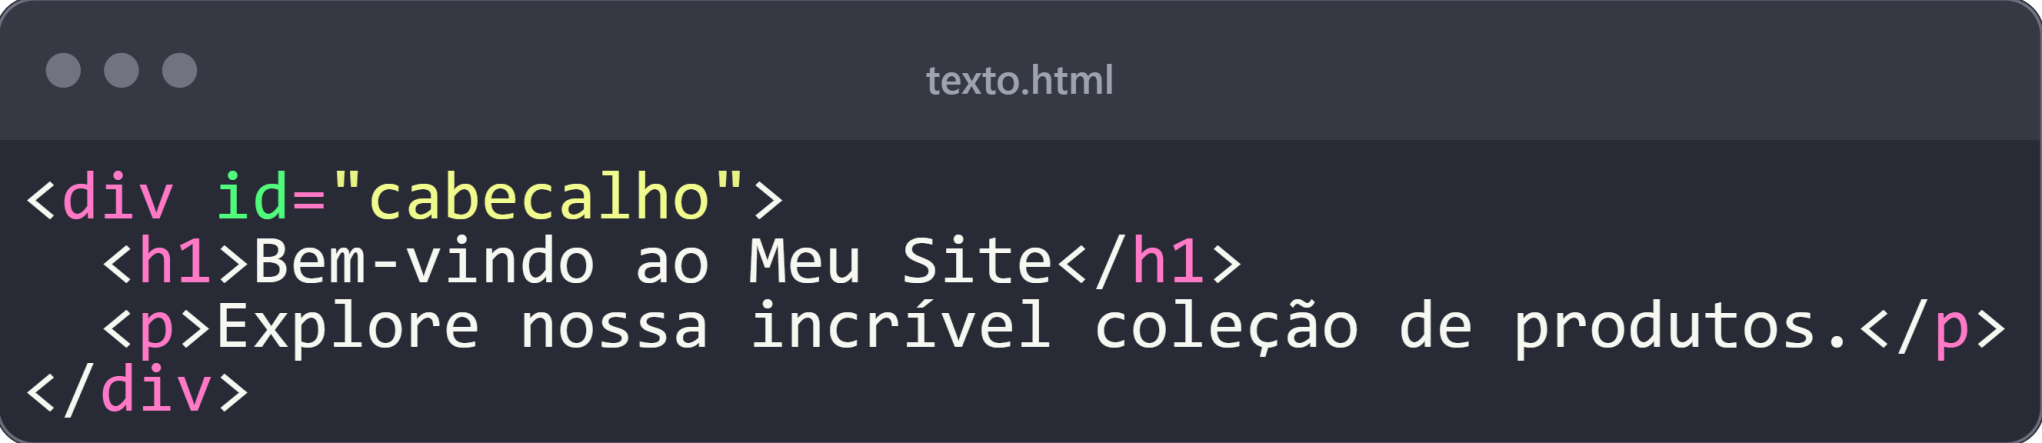 texto.html
<div id="cabecalho">
  <h1>Bem-vindo ao Meu Site</h1>
  <p>Explore nossa incrível coleção de produtos.</p>
</div>